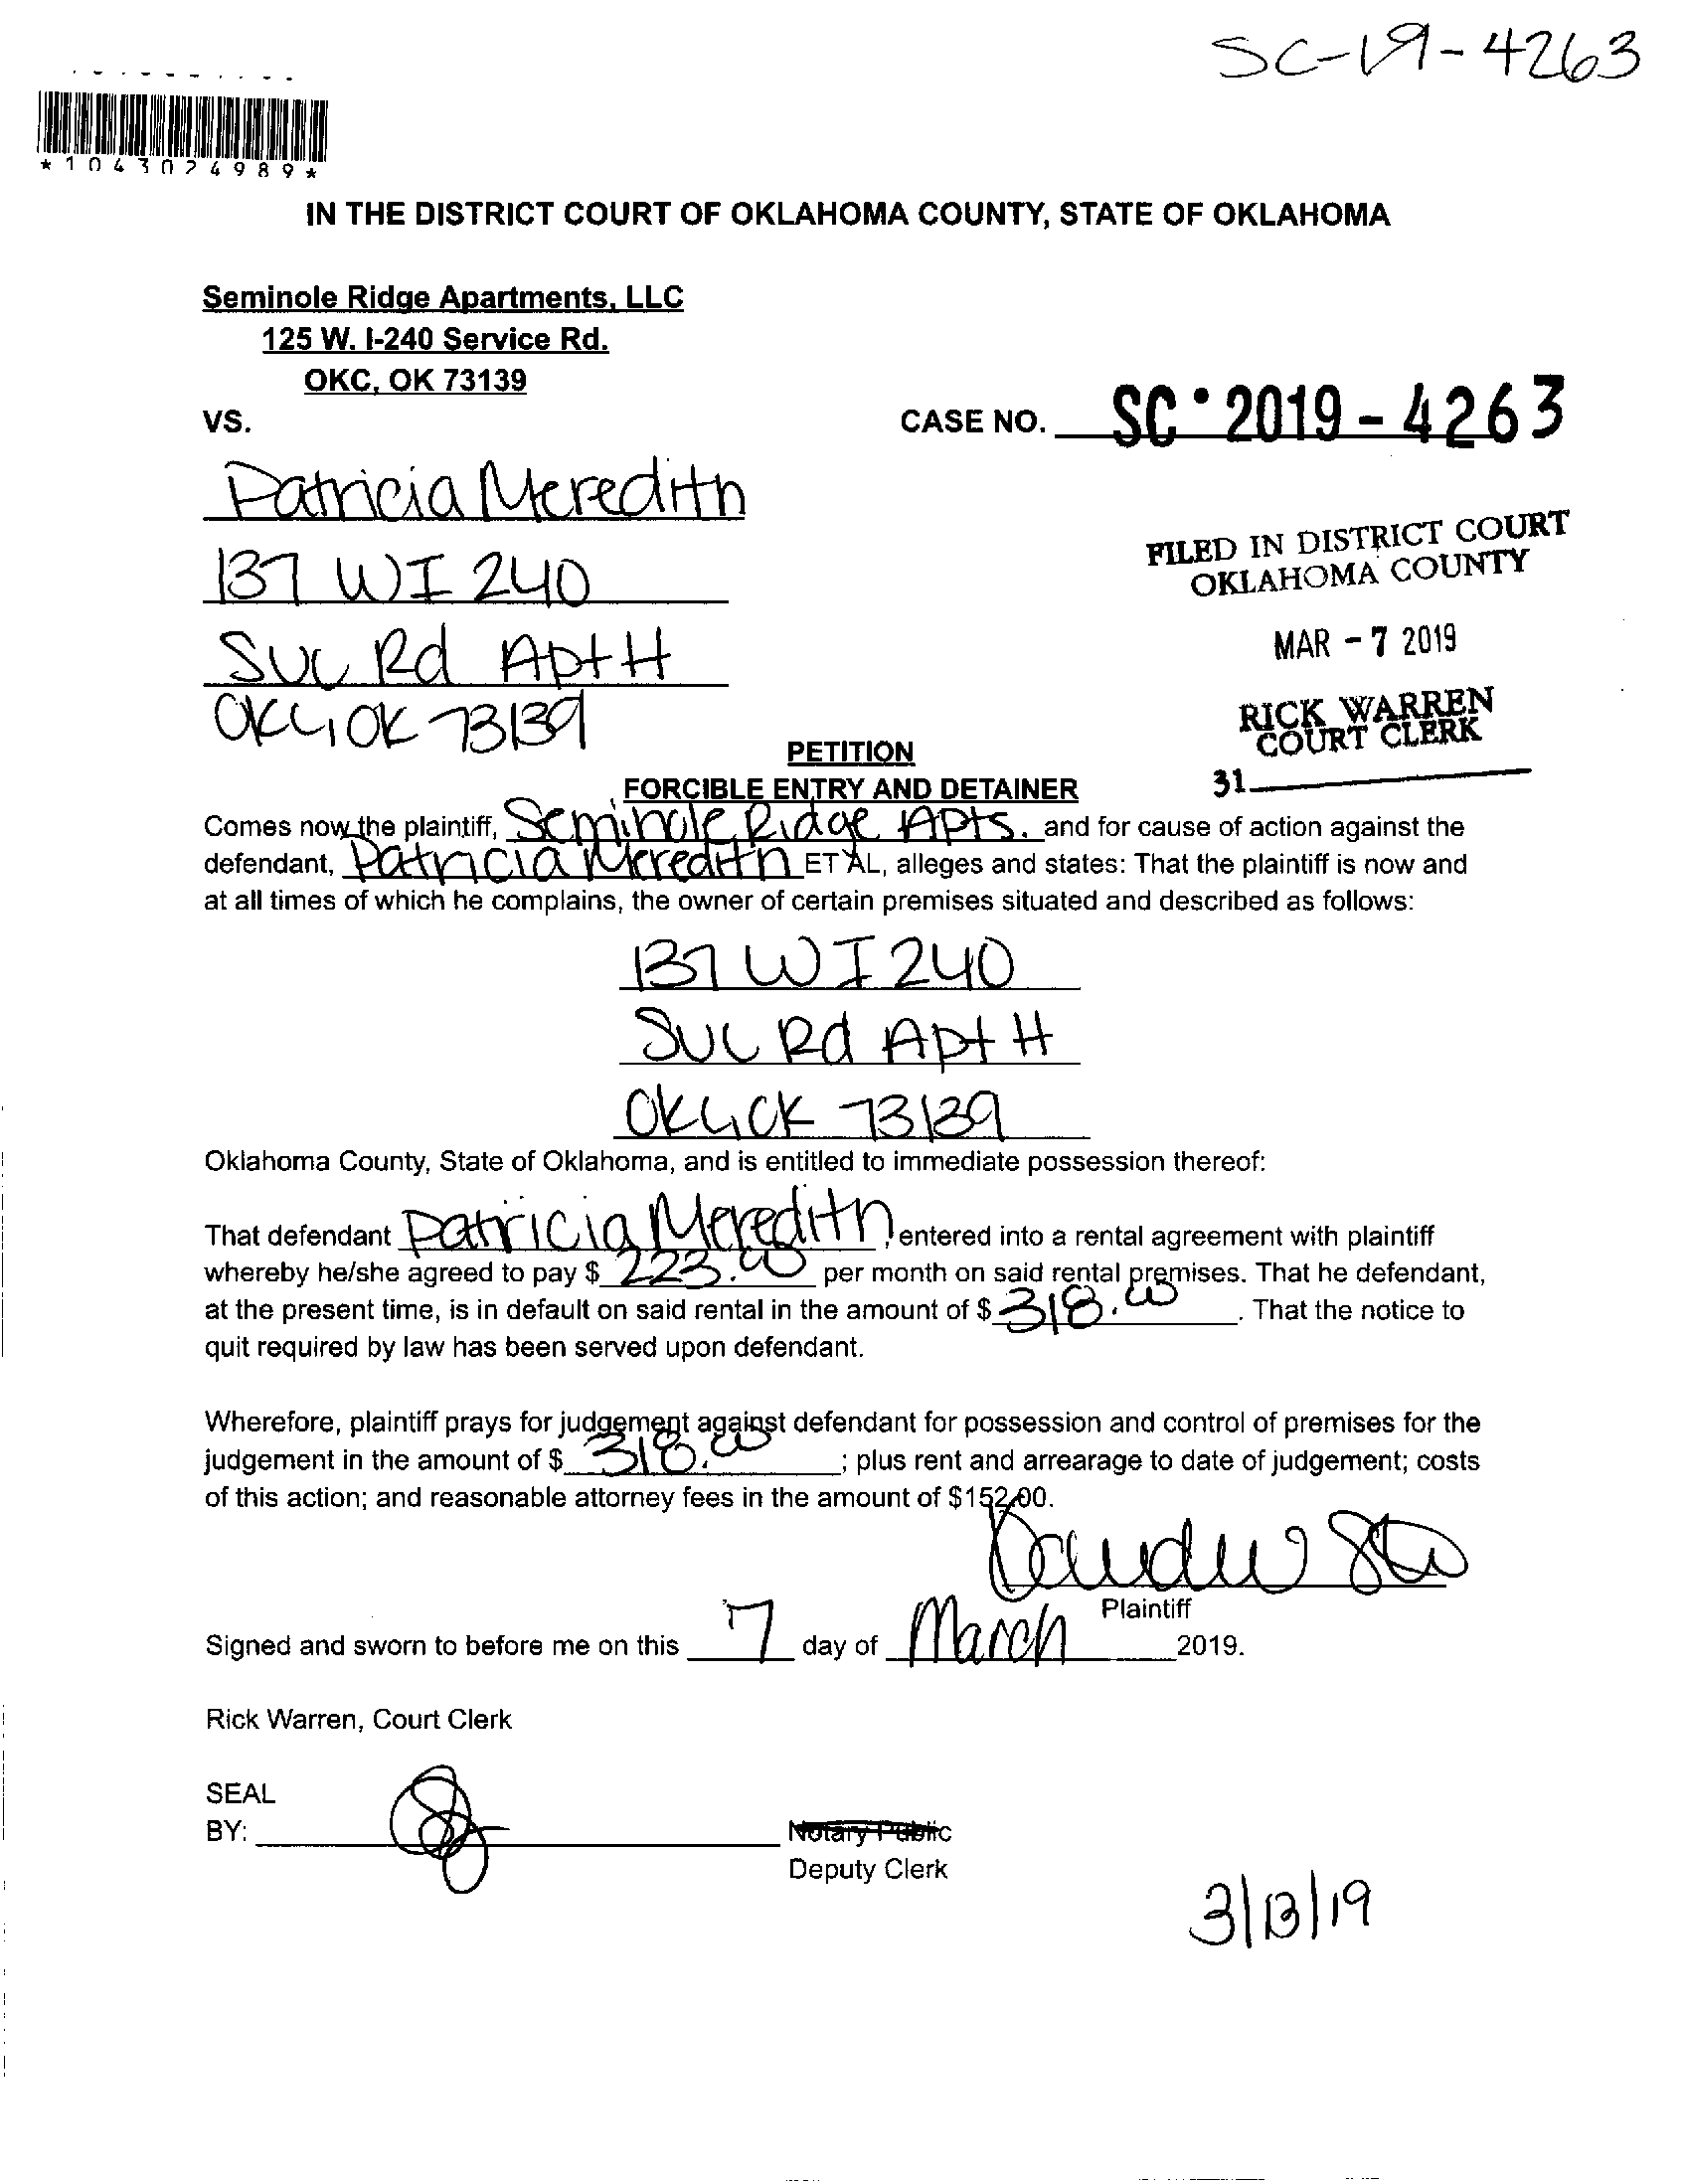 SC-19-4263
*1043024989*
IN THE DISTRICT COURT OF OKLAHOMA COUNTY, STATE OF OKLAHOMA
Seminole Ridge Apartments, LLC
125 W. I-240 Service Rd.
OKC, OK 73139
VS.
CASE NO. SC 2019-4263
Patricia Meredith
137 W I 240
Svc Rd Apt H
OKC, OK 73139
FILED IN DISTRICT COURT
OKLAHOMA COUNTY
MAR - 7 2019
RICK WARREN
COURT CLERK
31
PETITION
FORCIBLE ENTRY AND DETAINER
Comes now the plaintiff, Seminole Ridge Apts. and for cause of action against the
defendant, Patricia Meredith ET AL, alleges and states: That the plaintiff is now and
at all times of which he complains, the owner of certain premises situated and described as follows:
137 W I 240
Svc Rd Apt H
OKC, OK 73139
Oklahoma County, State of Oklahoma, and is entitled to immediate possession thereof:
That defendant Patricia Meredith, entered into a rental agreement with plaintiff
whereby he/she agreed to pay $ 223.00 per month on said rental premises. That he defendant,
at the present time, is in default on said rental in the amount of $ 318.00. That the notice to
quit required by law has been served upon defendant.
Wherefore, plaintiff prays for judgement against defendant for possession and control of premises for the
judgement in the amount of $ 318.00; plus rent and arrearage to date of judgement; costs
of this action; and reasonable attorney fees in the amount of $152.00.
Plaintiff
Signed and sworn to before me on this 7 day of March 2019.
Rick Warren, Court Clerk
SEAL
BY:
Notary Public
Deputy Clerk
3/13/19